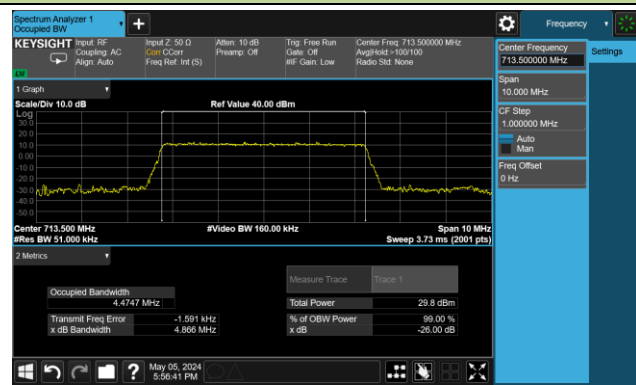 Spectrum Analyzer 1
Occupied BW
Frequency
KEYSIGHT
Input: RF
Coupling: AC
Align: Auto
Input Z: 50 Ω
Corr CCorr
Freq Ref: Int (S)
Atten: 10 dB
Preamp: Off
Trig: Free Run
Gate: Off
#IF Gain: Low
Center Freq: 713.500000 MHz
Avg|Hold:>100/100
Radio Std: None
LXI
Center Frequency
713.500000 MHz
Settings
Span
10.000 MHz
CF Step
1.000000 MHz
Auto
Man
Freq Offset
0 Hz
1 Graph
Scale/Div 10.0 dB
Ref Value 40.00 dBm
Log
30.0
20.0
10.0
0.00
-10.0
-20.0
-30.0
-40.0
-50.0
Center 713.500 MHz
#Video BW 160.00 kHz
Span 10 MHz
#Res BW 51.000 kHz
Sweep 3.73 ms (2001 pts)
2 Metrics
Measure Trace
Trace 1
Occupied Bandwidth
4.4747 MHz
Total Power
29.8 dBm
Transmit Freq Error
-1.591 kHz
% of OBW Power
99.00 %
x dB Bandwidth
4.866 MHz
x dB
-26.00 dB
?
May 05, 2024
5:56:41 PM